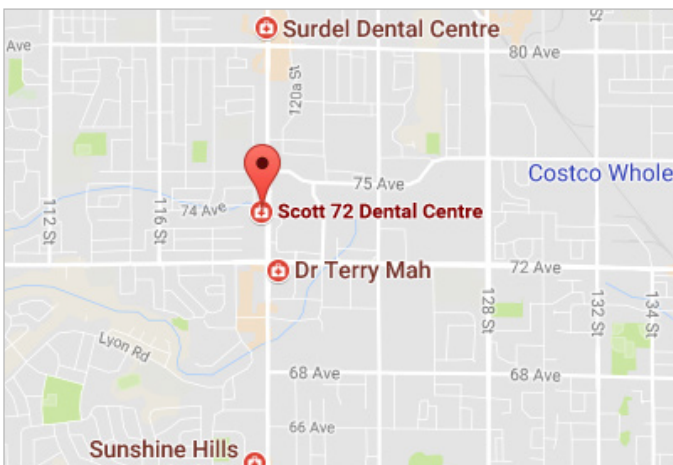 Surdel Dental Centre
Ave
80 Ave
120a St
Costco Whole
75 Ave
112 St
116 St
74 Ave
Scott 72 Dental Centre
Dr Terry Mah
72 Ave
128 St
132 St
134 St
Lyon Rd
68 Ave
68 Ave
66 Ave
Sunshine Hills